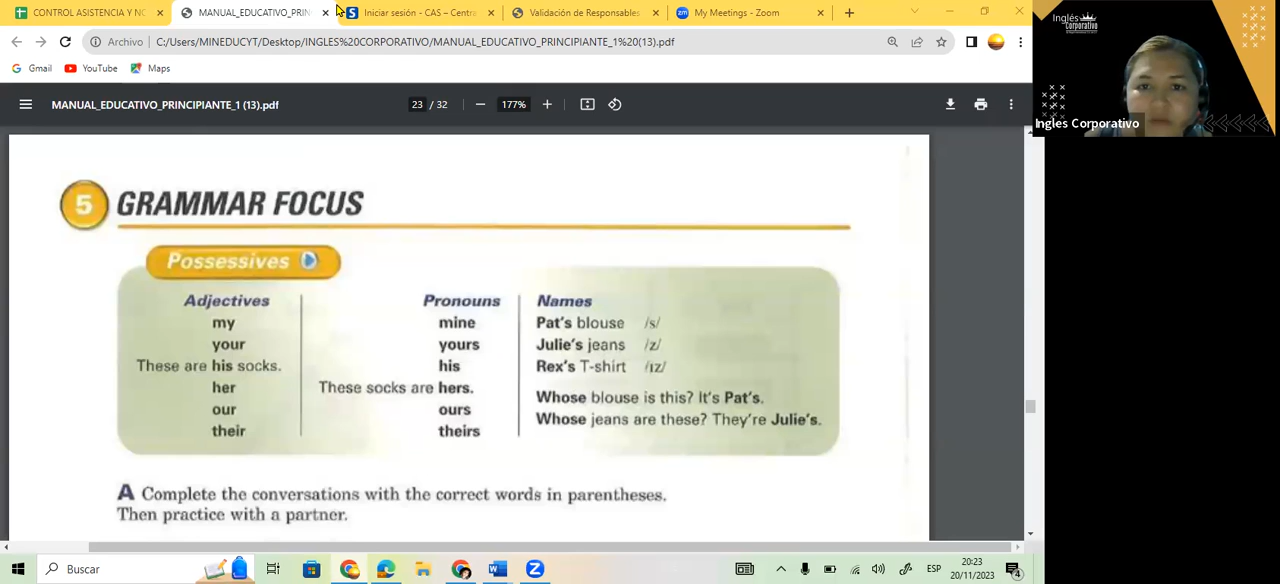 CONTROL ASISTENCIA Y NO
MANUAL_EDUCATIVO_PRIN
Iniciar sesión - CAS – Centra
Validación de Responsables
My Meetings - Zoom
Archivo
C:/Users/MINEDUCYT/Desktop/INGLES%20CORPORATIVO/MANUAL_EDUCATIVO_PRINCIPIANTE_1%20(13).pdf
Gmail
YouTube
Maps
MANUAL_EDUCATIVO_PRINCIPIANTE_1 (13).pdf
23 / 32
177%
Inglés
Corporativo
Ingles Corporativo
5 GRAMMAR FOCUS
Possessives
Adjectives Pronouns Names
my mine Pat's blouse /s/
your yours Julie's jeans /z/
These are his socks. his Rex's T-shirt /ɪz/
her These socks are hers.
Whose blouse is this? It's Pat's.
our ours
Whose jeans are these? They're Julie's.
their theirs
A Complete the conversations with the correct words in parentheses.
Then practice with a partner.
Buscar
ESP
20:23
20/11/2023
4